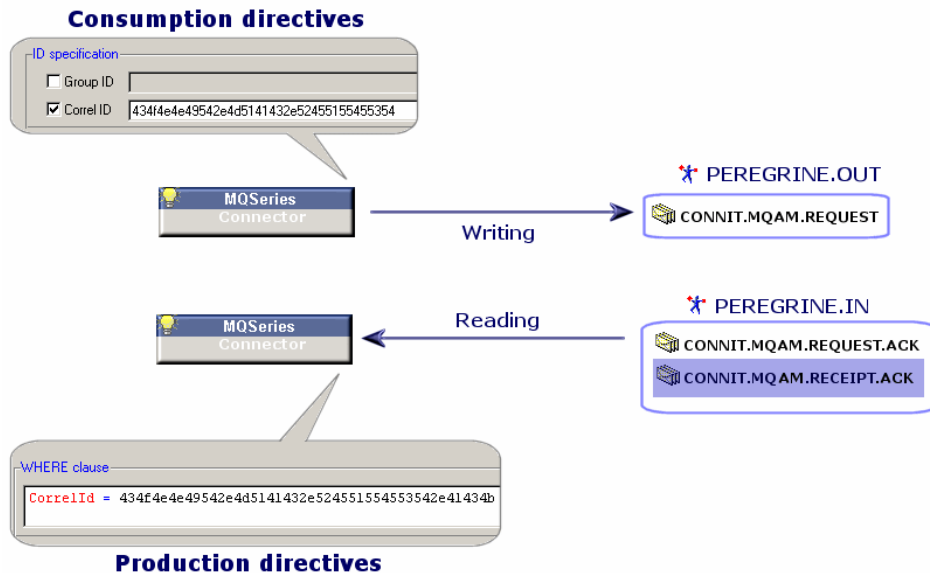 Consumption directives
ID specification
Group ID
Correl ID 434f4e4e49542e4d5141432e52455155455354
PEREGRINE.OUT
MQSeries
Connector
CONNIT.MQAM.REQUEST
Writing
PEREGRINE.IN
MQSeries
Connector
Reading
CONNIT.MQAM.REQUEST.ACK
CONNIT.MQAM.RECEIPT.ACK
WHERE clause
CorrelId = 434f4e4e49542e4d5141432e524551554553542e41434b
Production directives